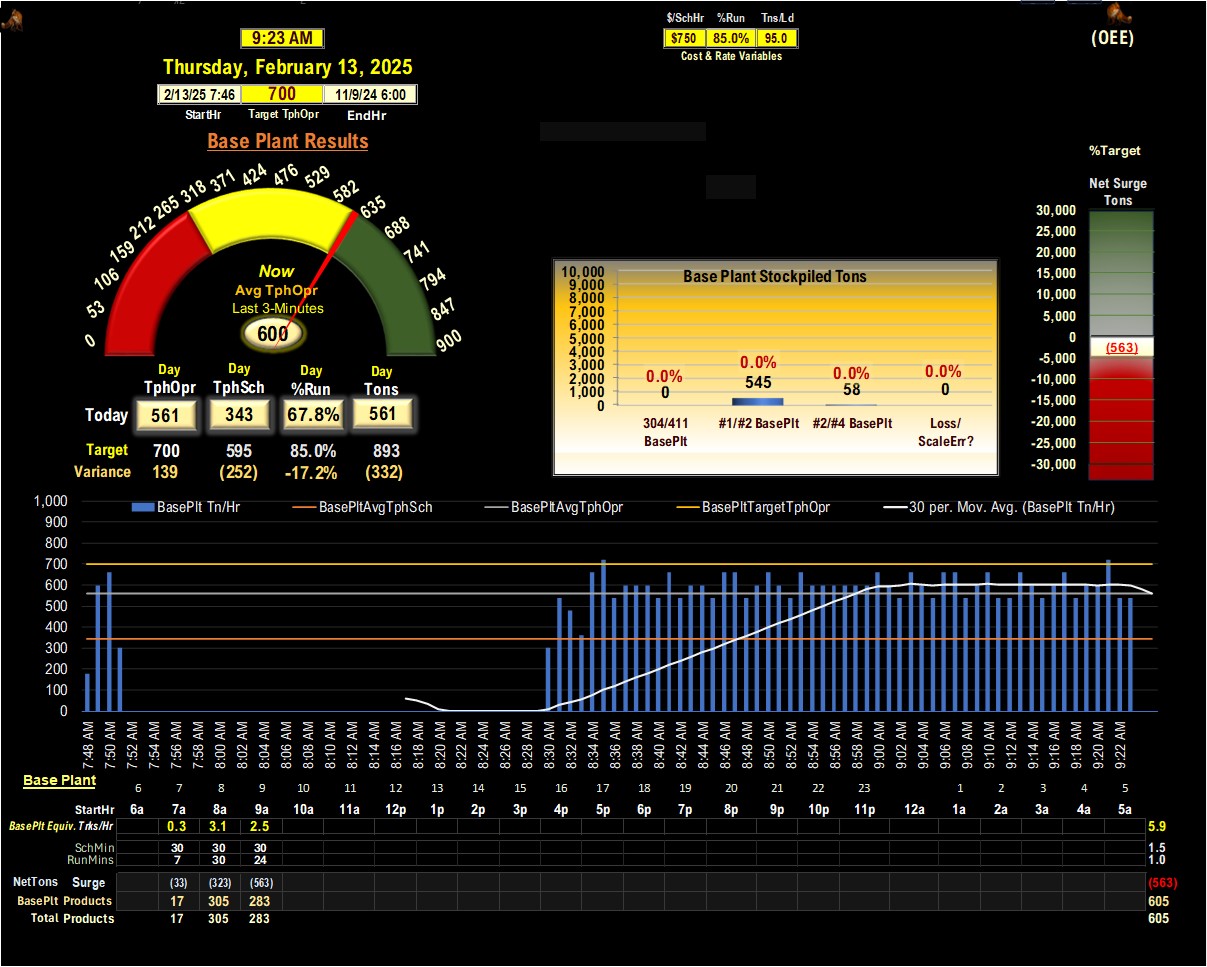 $/SchHr %Run Tns/Ld
9:23 AM
$750 85.0% 95.0
(OEE)
Cost & Rate Variables
Thursday, February 13, 2025
2/13/25 7:46 700 11/9/24 6:00
StartHr Target TphOpr EndHr
Base Plant Results
0 53 106 159 212 265 318 371 424 476 529 582 635 688 741 794 847 900
Now
Avg TphOpr
Last 3-Minutes
600
Day Day Day Day
TphOpr TphSch %Run Tons
Today 561 343 67.8% 561
Target 700 595 85.0% 893
Variance 139 (252) -17.2% (332)
Base Plant Stockpiled Tons
10,000
9,000
8,000
7,000
6,000
5,000
4,000
3,000
2,000
1,000
0
0.0% 0.0% 0.0% 0.0%
0 545 58 0
304/411 BasePlt
#1/#2 BasePlt
#2/#4 BasePlt
Loss/ ScaleErr?
%Target
Net Surge
Tons
30,000
25,000
20,000
15,000
10,000
5,000
0
(563)
-5,000
-10,000
-15,000
-20,000
-25,000
-30,000
BasePlt Tn/Hr BasePltAvgTphSch BasePltAvgTphOpr BasePltTargetTphOpr 30 per. Mov. Avg. (BasePlt Tn/Hr)
1,000
900
800
700
600
500
400
300
200
100
0
7:48 AM 7:50 AM 7:52 AM 7:54 AM 7:56 AM 7:58 AM 8:00 AM 8:02 AM 8:04 AM 8:06 AM 8:08 AM 8:10 AM 8:12 AM 8:14 AM 8:16 AM 8:18 AM 8:20 AM 8:22 AM 8:24 AM 8:26 AM 8:28 AM 8:30 AM 8:32 AM 8:34 AM 8:36 AM 8:38 AM 8:40 AM 8:42 AM 8:44 AM 8:46 AM 8:48 AM 8:50 AM 8:52 AM 8:54 AM 8:56 AM 8:58 AM 9:00 AM 9:02 AM 9:04 AM 9:06 AM 9:08 AM 9:10 AM 9:12 AM 9:14 AM 9:16 AM 9:18 AM 9:20 AM 9:22 AM
Base Plant
6 7 8 9 10 11 12 13 14 15 16 17 18 19 20 21 22 23 1 2 3 4 5
StartHr 6a 7a 8a 9a 10a 11a 12p 1p 2p 3p 4p 5p 6p 7p 8p 9p 10p 11p 12a 1a 2a 3a 4a 5a
BasePlt Equiv. Trks/Hr 0.3 3.1 2.5 5.9
SchMin 30 30 30 1.5
RunMins 7 30 24 1.0
NetTons Surge (33) (323) (563) (563)
BasePlt Products 17 305 283 605
Total Products 17 305 283 605